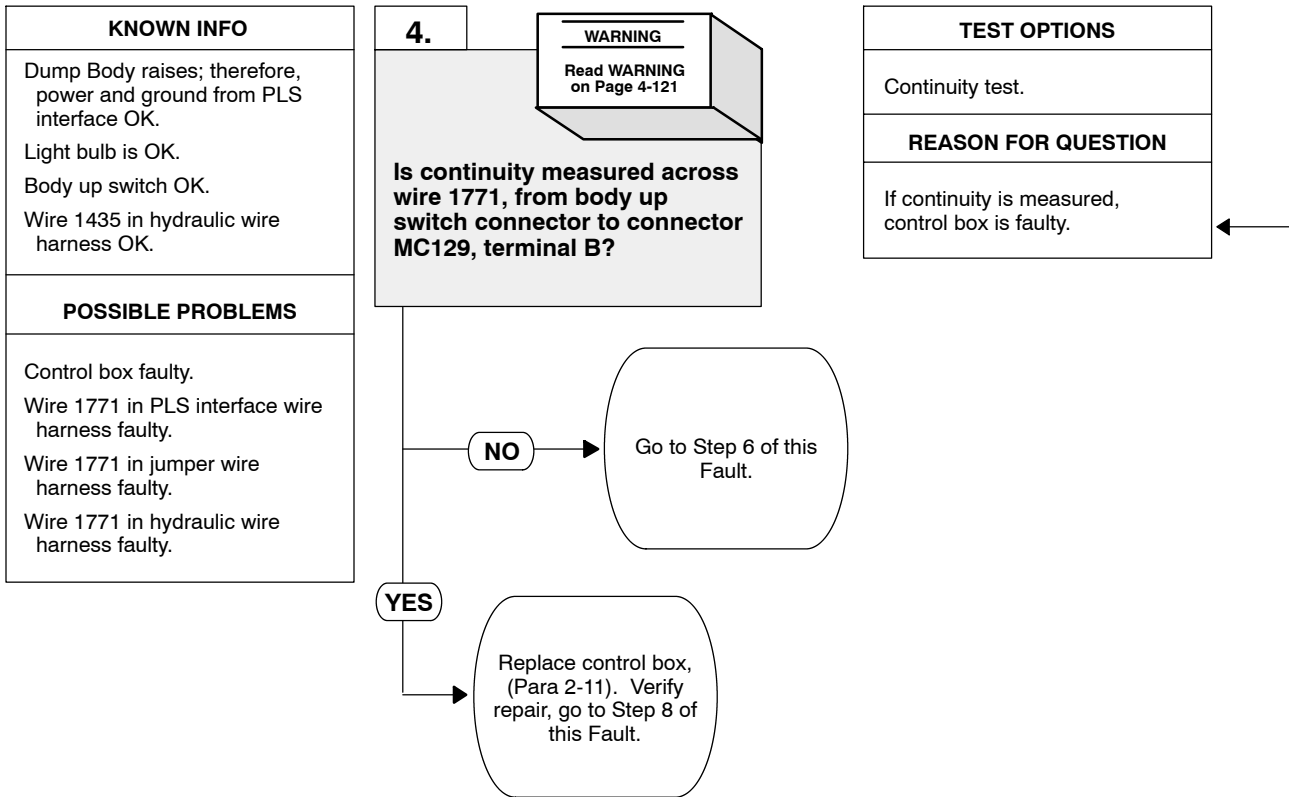 KNOWN INFO
Dump Body raises; therefore,
power and ground from PLS
interface OK.
Light bulb is OK.
Body up switch OK.
Wire 1435 in hydraulic wire
harness OK.
POSSIBLE PROBLEMS
Control box faulty.
Wire 1771 in PLS interface wire
harness faulty.
Wire 1771 in jumper wire
harness faulty.
Wire 1771 in hydraulic wire
harness faulty.
4.
WARNING
Read WARNING
on Page 4-121
Is continuity measured across
wire 1771, from body up
switch connector to connector
MC129, terminal B?
NO
Go to Step 6 of this
Fault.
YES
Replace control box,
(Para 2-11). Verify
repair, go to Step 8 of
this Fault.
TEST OPTIONS
Continuity test.
REASON FOR QUESTION
If continuity is measured,
control box is faulty.